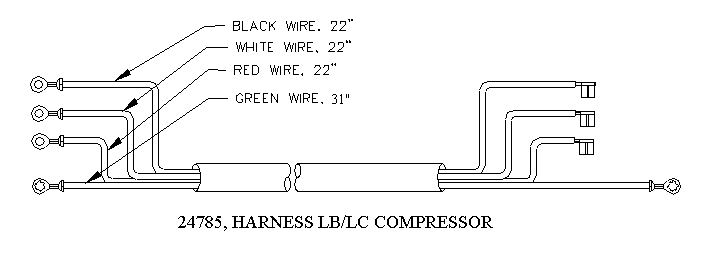 BLACK WIRE, 22"
WHITE WIRE, 22"
RED WIRE, 22"
GREEN WIRE, 31"
24785, HARNESS LB/LC COMPRESSOR